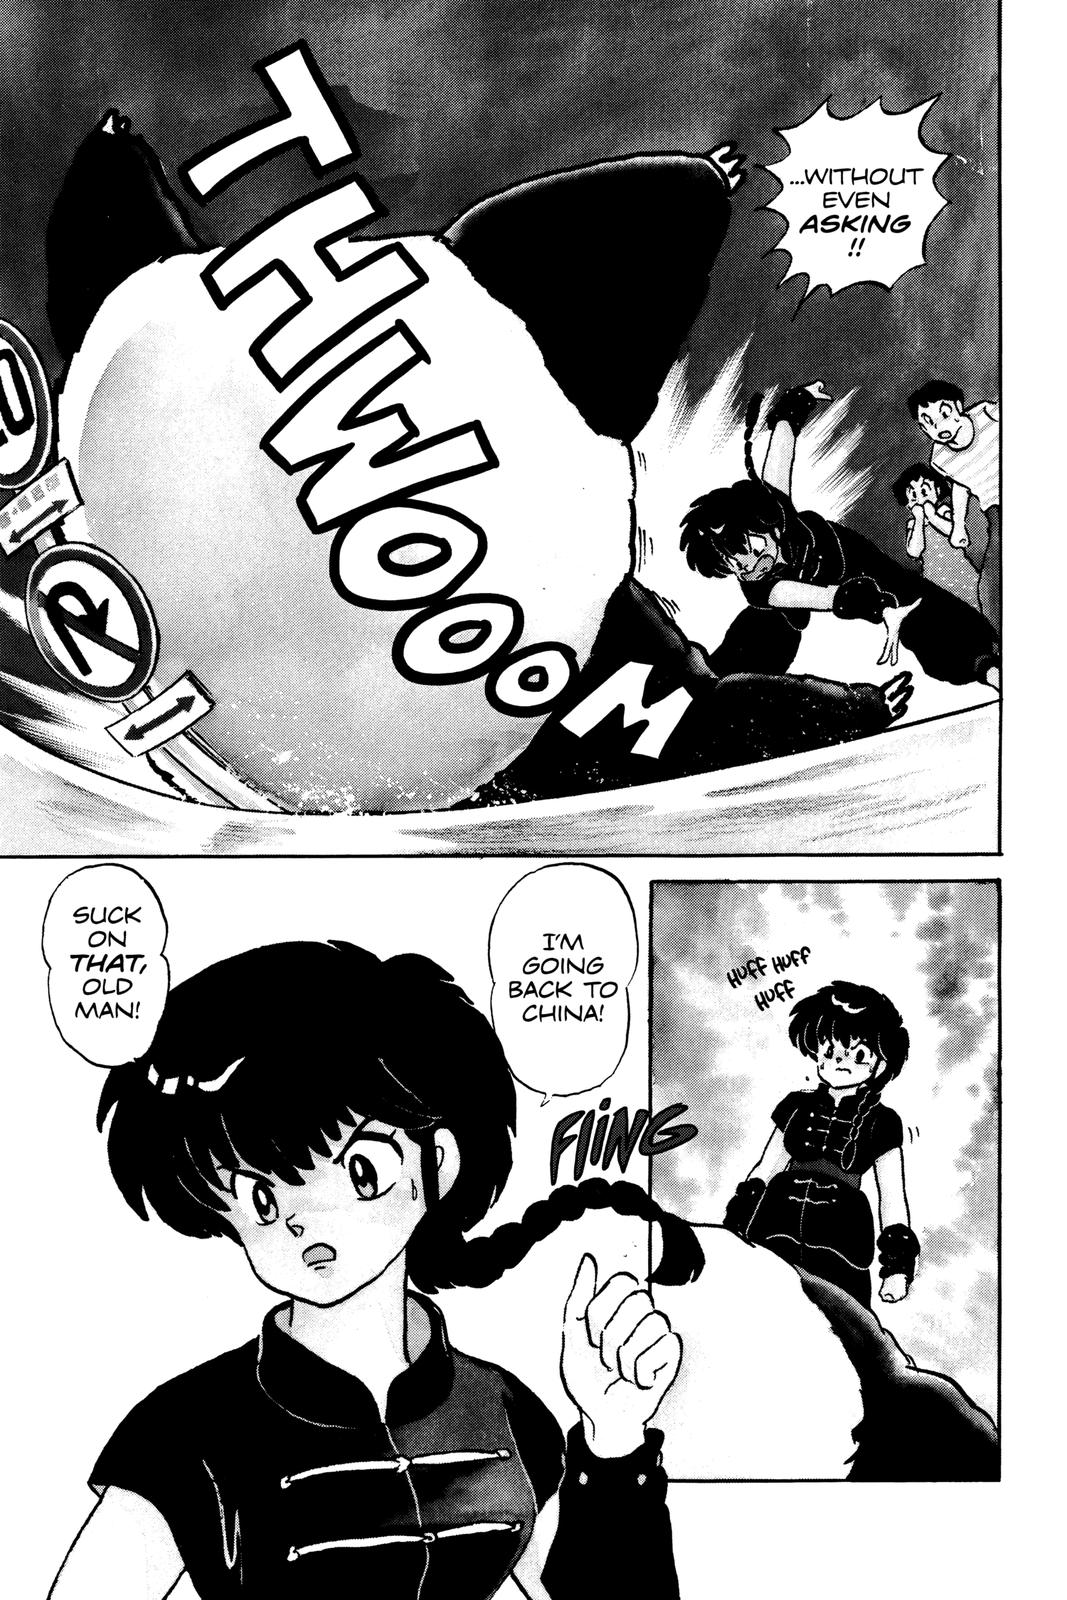 ...WITHOUT
EVEN
ASKING
!!
THWOOOM
HUFF HUFF
HUFF
I'M
GOING
BACK TO
CHINA!
FLING
SUCK
ON
THAT,
OLD
MAN!